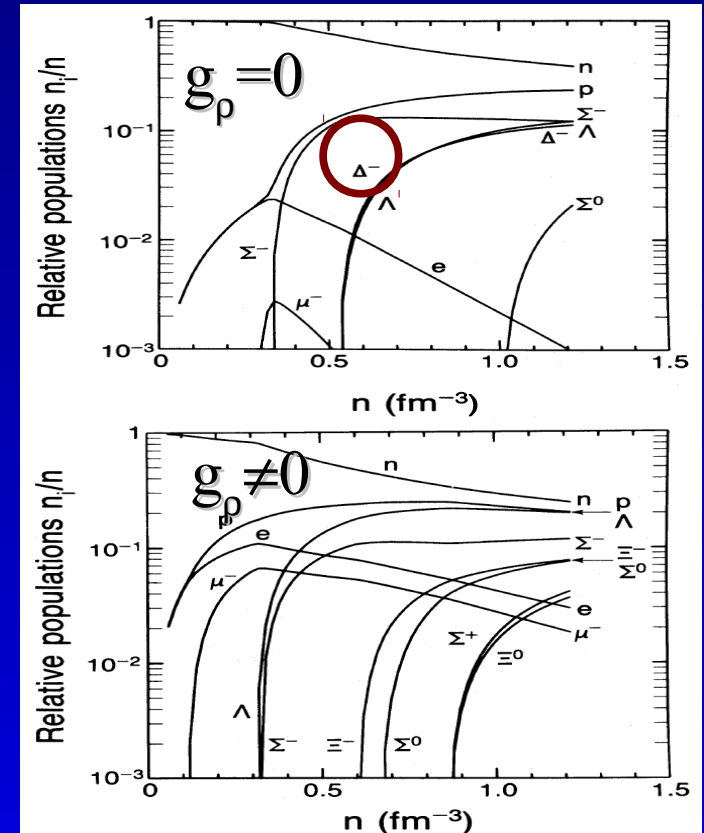 1
g_ρ=0
n
p
Σ⁻
Δ⁻ Λ
10⁻¹
Δ⁻
Λ
Σ⁰
10⁻²
Σ⁻
e
μ⁻
10⁻³
0
0.5
1.0
1.5
Relative populations nᵢ/n
n (fm⁻³)
1
g_ρ≠0
n
n
p
Λ
p
e
10⁻¹
Σ⁻
μ⁻
Ξ⁻
Σ⁰
e
Σ⁺
μ⁻
Ξ⁰
10⁻²
Λ
Σ⁻
Ξ⁻
Σ⁰
10⁻³
0
0.5
1.0
1.5
Relative populations nᵢ/n
n (fm⁻³)